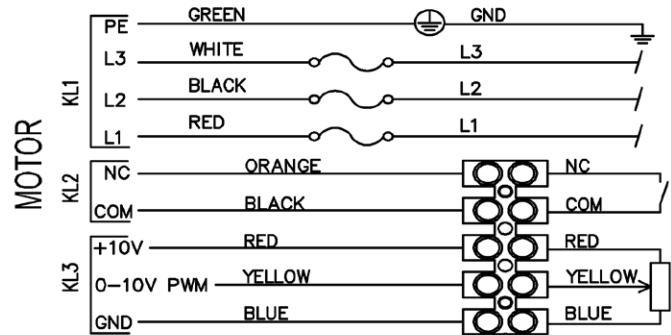 MOTOR
KL1
PE GREEN GND
L3 WHITE L3
L2 BLACK L2
L1 RED L1
KL2
NC ORANGE NC
COM BLACK COM
KL3
+10V RED RED
0-10V PWM YELLOW YELLOW
GND BLUE BLUE